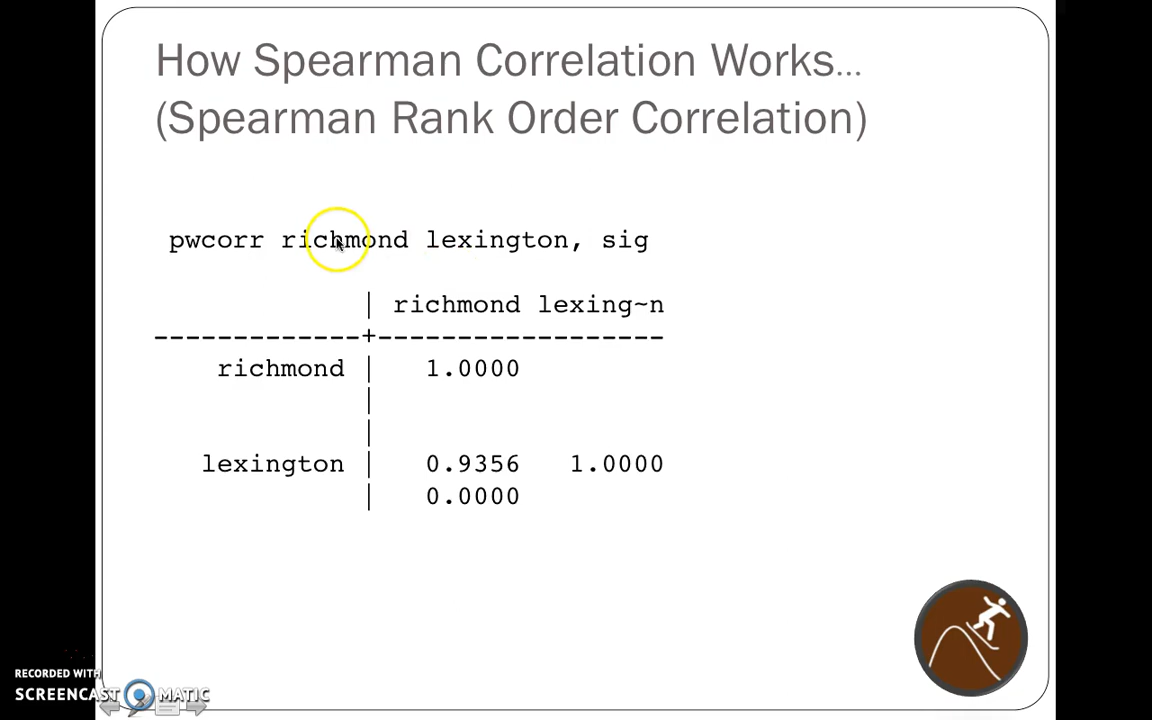 How Spearman Correlation Works…
(Spearman Rank Order Correlation)
pwcorr richmond lexington, sig
| richmond lexing~n
-------------+------------------
richmond | 1.0000
|
|
lexington | 0.9356 1.0000
| 0.0000
RECORDED WITH
SCREENCAST MATIC